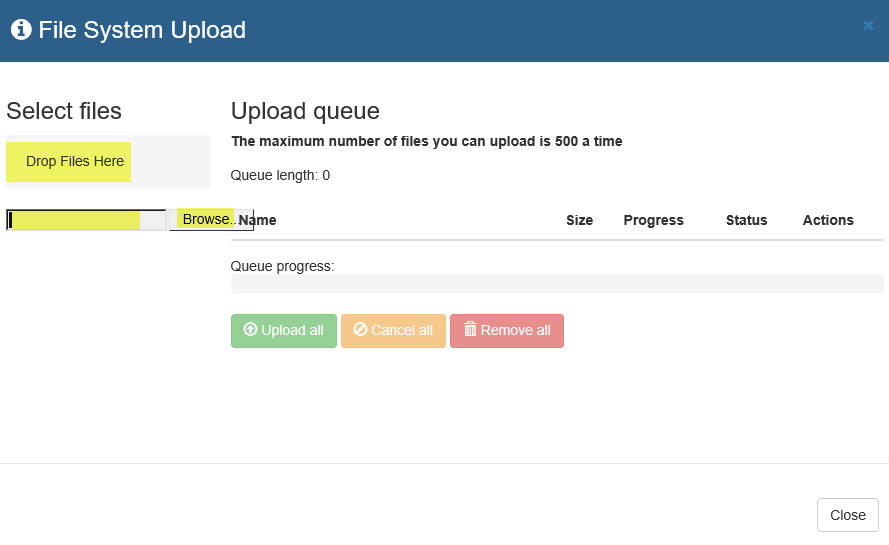 File System Upload
Select files
Drop Files Here
Browse...
Upload queue
The maximum number of files you can upload is 500 a time
Queue length: 0
Name Size Progress Status Actions
Queue progress:
Upload all Cancel all Remove all
Close